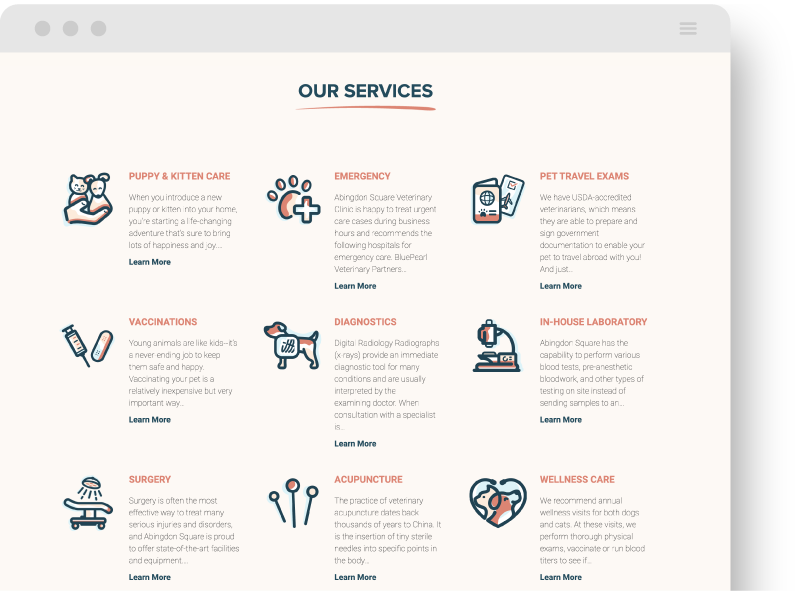 OUR SERVICES
PUPPY & KITTEN CARE
When you introduce a new
puppy or kitten into your home,
you're starting a life-changing
adventure that's sure to bring
lots of happiness and joy...
Learn More
EMERGENCY
Abingdon Square Veterinary
Clinic is happy to treat urgent
care cases during business
hours and recommends the
following hospitals for
emergency care. BluePearl
Veterinary Partners...
Learn More
PET TRAVEL EXAMS
We have USDA-accredited
veterinarians, which means
they are able to prepare and
sign government
documentation to enable your
pet to travel abroad with you!
And just...
Learn More
VACCINATIONS
Young animals are like kids–it's
a never ending job to keep
them safe and happy.
Vaccinating your pet is a
relatively inexpensive but very
important way...
Learn More
DIAGNOSTICS
Digital Radiology Radiographs
(x rays) provide an immediate
diagnostic tool for many
conditions and are usually
interpreted by the
examining doctor. When
consultation with a specialist
is...
Learn More
IN-HOUSE LABORATORY
Abingdon Square has the
capability to perform various
blood tests, pre-anesthetic
bloodwork, and other types of
testing on site instead of
sending samples to an...
Learn More
SURGERY
Surgery is often the most
effective way to treat many
serious injuries and disorders,
and Abingdon Square is proud
to offer state-of-the-art facilities
and equipment...
Learn More
ACUPUNCTURE
The practice of veterinary
acupuncture dates back
thousands of years to China. It
is the insertion of tiny sterile
needles into specific points in
the body...
Learn More
WELLNESS CARE
We recommend annual
wellness visits for both dogs
and cats. At these visits, we
perform thorough physical
exams, vaccinate or run blood
titers to see if...
Learn More